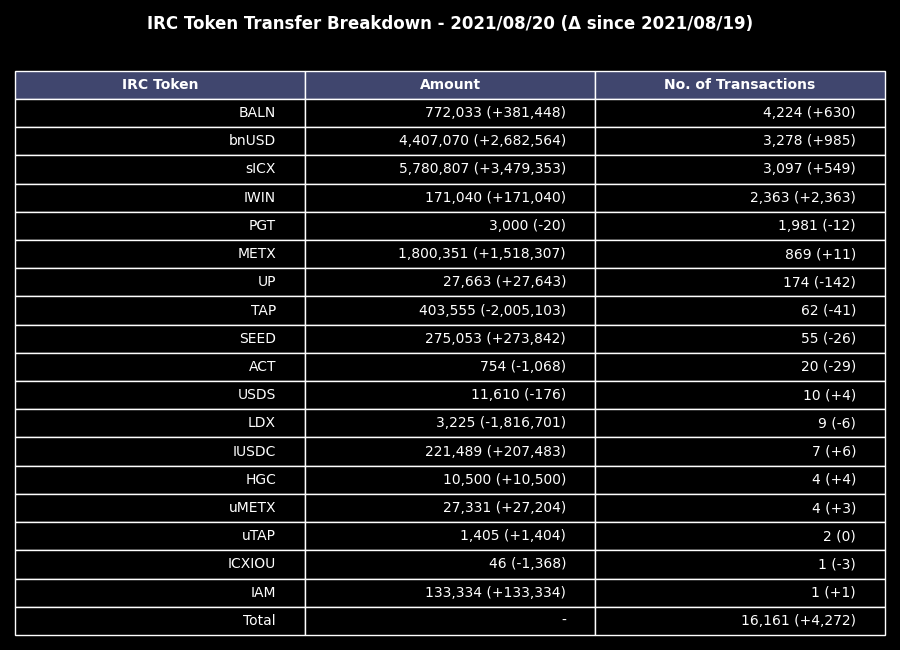 IRC Token Transfer Breakdown - 2021/08/20 (Δ since 2021/08/19)
IRC Token Amount No. of Transactions
BALN 772,033 (+381,448) 4,224 (+630)
bnUSD 4,407,070 (+2,682,564) 3,278 (+985)
sICX 5,780,807 (+3,479,353) 3,097 (+549)
IWIN 171,040 (+171,040) 2,363 (+2,363)
PGT 3,000 (-20) 1,981 (-12)
METX 1,800,351 (+1,518,307) 869 (+11)
UP 27,663 (+27,643) 174 (-142)
TAP 403,555 (-2,005,103) 62 (-41)
SEED 275,053 (+273,842) 55 (-26)
ACT 754 (-1,068) 20 (-29)
USDS 11,610 (-176) 10 (+4)
LDX 3,225 (-1,816,701) 9 (-6)
IUSDC 221,489 (+207,483) 7 (+6)
HGC 10,500 (+10,500) 4 (+4)
uMETX 27,331 (+27,204) 4 (+3)
uTAP 1,405 (+1,404) 2 (0)
ICXIOU 46 (-1,368) 1 (-3)
IAM 133,334 (+133,334) 1 (+1)
Total - 16,161 (+4,272)